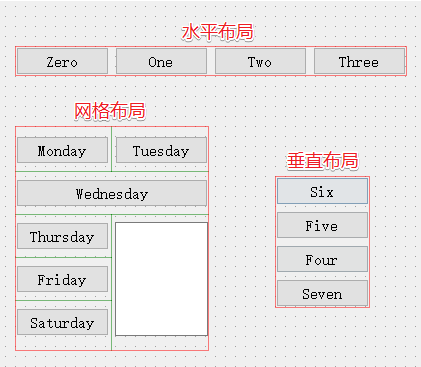 水平布局
Zero One Two Three
网格布局
Monday Tuesday
Wednesday
Thursday
Friday
Saturday
垂直布局
Six
Five
Four
Seven